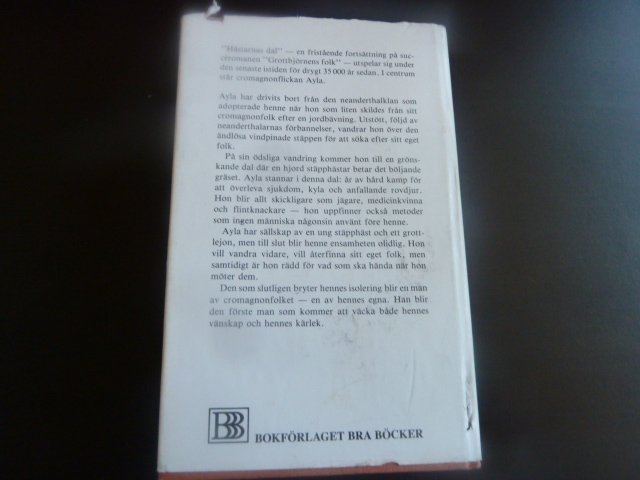 "Hästarnas dal" — en fristående fortsättning på suc-
céromanen "Grottbjörnens folk" — utspelar sig under
den senaste istiden för drygt 35 000 år sedan. I centrum
står cromagnonflickan Ayla.
Ayla har drivits bort från den neanderthalklan som
adopterade henne när hon som liten skildes från sitt
cromagnonfolk efter en jordbävning. Utstött, följd av
neanderthalarnas förbannelser, vandrar hon över den
ändlösa vindpinade stäppen för att söka efter sitt eget
folk.
På sin ödsliga vandring kommer hon till en gröns-
kande dal där en hjord stäpphästar betar det böljande
gräset. Ayla stannar i denna dal: år av hård kamp för
att överleva sjukdom, kyla och anfallande rovdjur.
Hon blir allt skickligare som jägare, medicinkvinna
och flintknackare — hon uppfinner också metoder
som ingen människa någonsin använt före henne.
Ayla har sällskap av en ung stäpphäst och ett grott-
lejon, men till slut blir henne ensamheten olidlig. Hon
vill vandra vidare, vill återfinna sitt eget folk, men
samtidigt är hon rädd för vad som ska hända när hon
möter dem.
Den som slutligen bryter hennes isolering blir en man
av cromagnonfolket — en av hennes egna. Han blir
den förste man som kommer att väcka både hennes
vänskap och hennes kärlek.
BBB BOKFÖRLAGET BRA BÖCKER